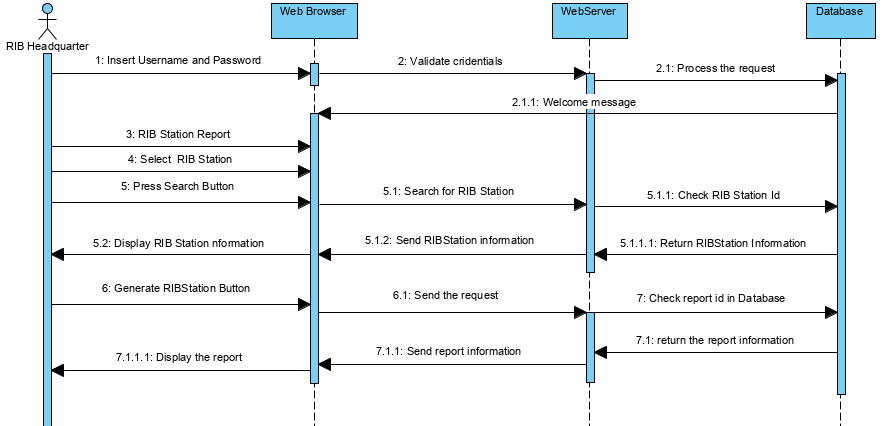 Web Browser
WebServer
Database
RIB Headquarter
1: Insert Username and Password
2: Validate cridentials
2.1: Process the request
2.1.1: Welcome message
3: RIB Station Report
4: Select  RIB Station
5: Press Search Button
5.1: Search for RIB Station
5.1.1: Check RIB Station Id
5.2: Display RIB Station nformation
5.1.2: Send RIBStation information
5.1.1.1: Return RIBStation Information
6: Generate RIBStation Button
6.1: Send the request
7: Check report id in Database
7.1: return the report information
7.1.1: Send report information
7.1.1.1: Display the report